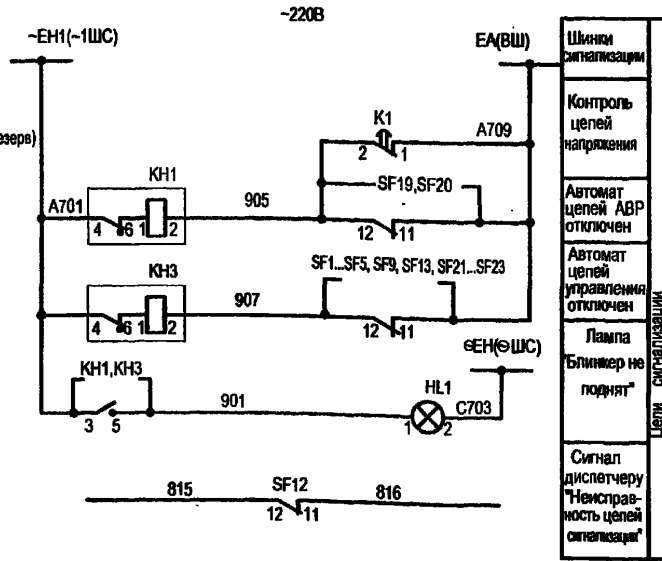 ~220В
~ЕН1(~1ШС)
ЕА(ВШ)
Шинки
сигнализации
езерв)
К1
2
1
А709
Контроль
цепей
напряжения
А701
КН1
4
6
1
2
905
SF19,SF20
12
11
Автомат
цепей АВР
отключен
КН3
4
6
1
2
907
SF1...SF5, SF9, SF13, SF21...SF23
12
11
Автомат
цепей
управления
отключен
⊖ЕН(⊖ШС)
КН1,КН3
3
5
901
HL1
1
2
С703
Лампа
"Блинкер не
поднят"
815
SF12
12
11
816
Сигнал
диспетчеру
"Неисправ-
ность цепей
сигнализации"
Цепи сигнализации